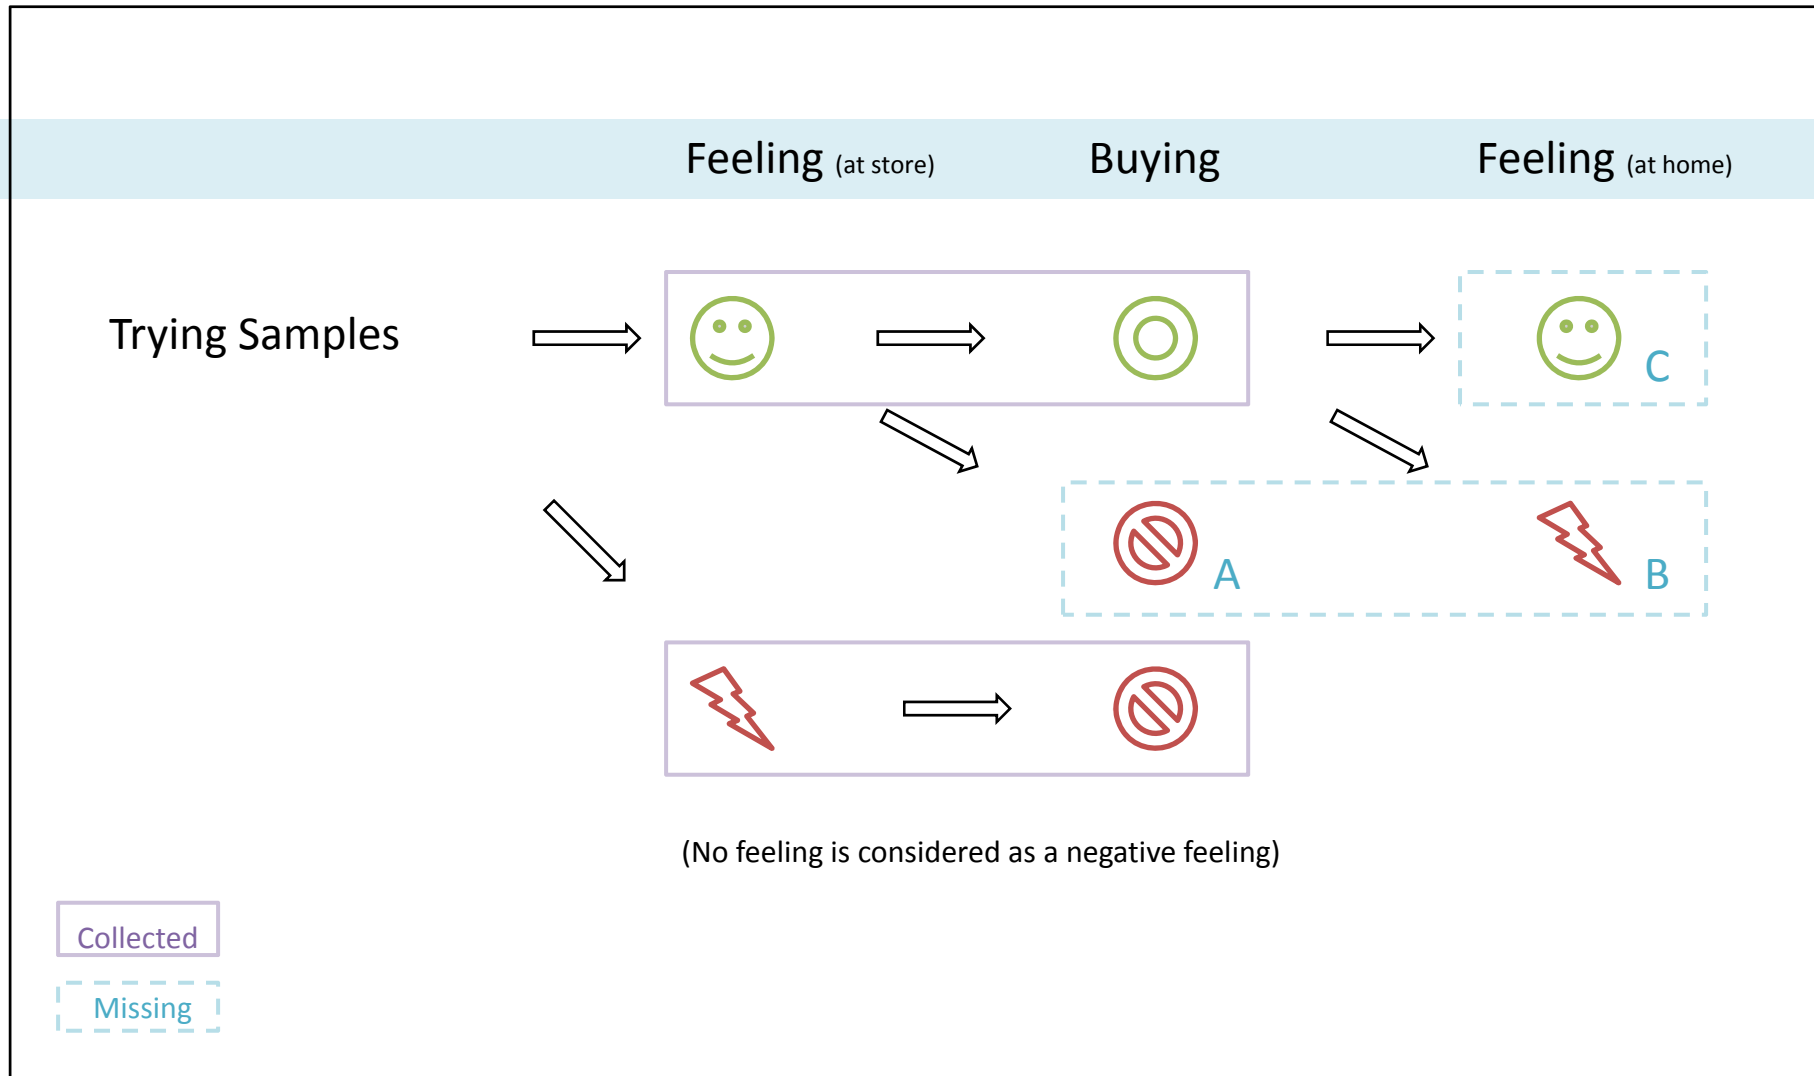 Feeling (at store) Buying Feeling (at home)
Trying Samples
C
A
B
(No feeling is considered as a negative feeling)
Collected
Missing